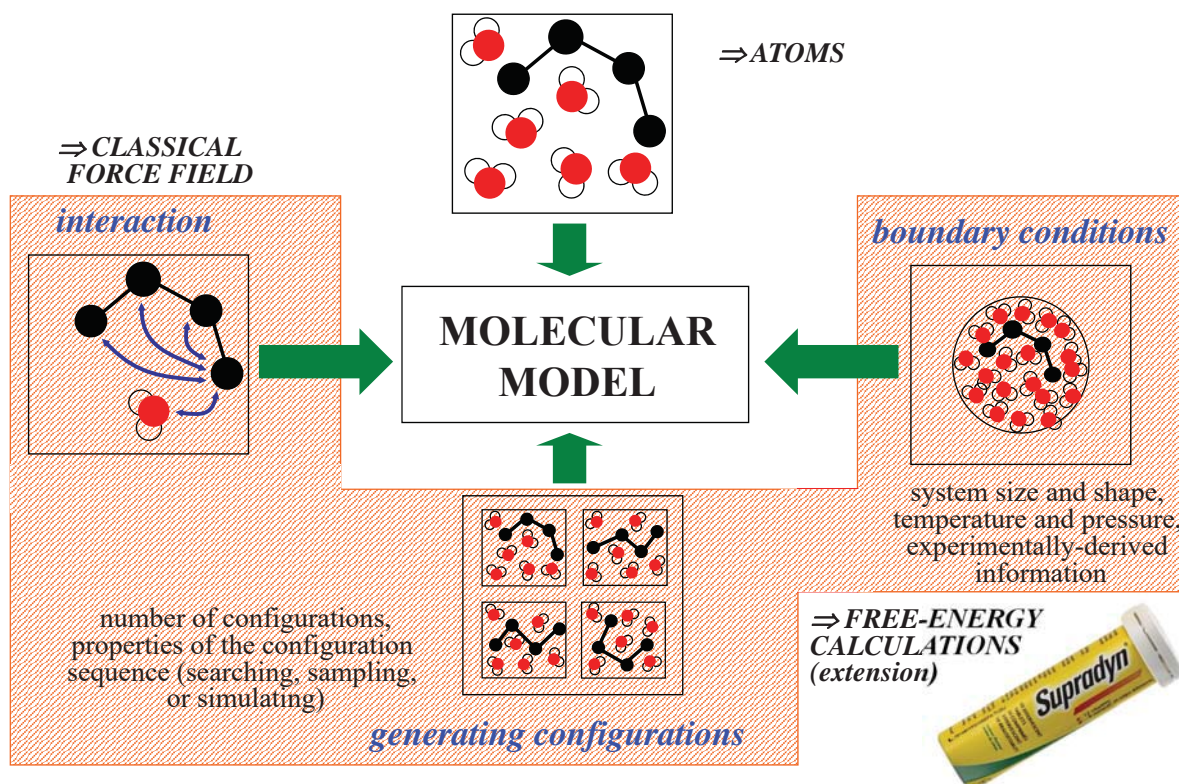 ⇒ ATOMS
⇒ CLASSICAL
FORCE FIELD
interaction
boundary conditions
MOLECULAR
MODEL
system size and shape,
temperature and pressure,
experimentally-derived
information
number of configurations,
properties of the configuration
sequence (searching, sampling,
or simulating)
generating configurations
⇒ FREE-ENERGY
CALCULATIONS
(extension)
Supradyn